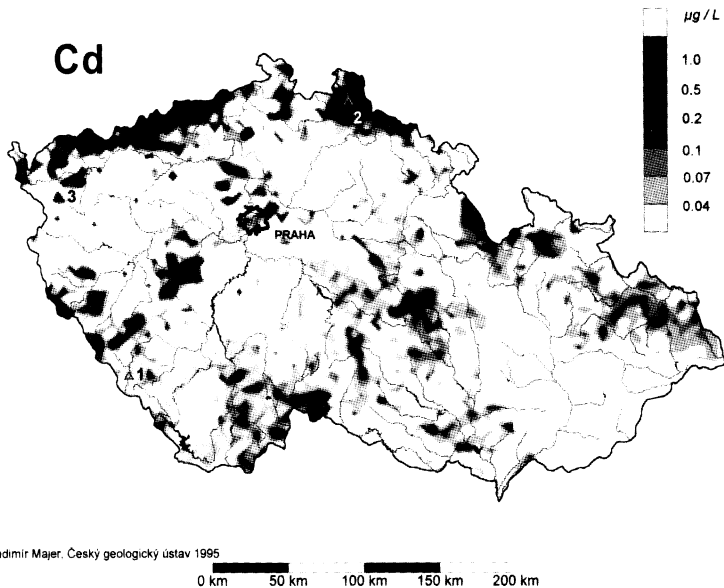 µg / L
Cd
1.0
0.5
0.2
0.1
0.07
0.04
2
3
PRAHA
1
adimír Majer, Český geologický ústav 1995
0 km 50 km 100 km 150 km 200 km